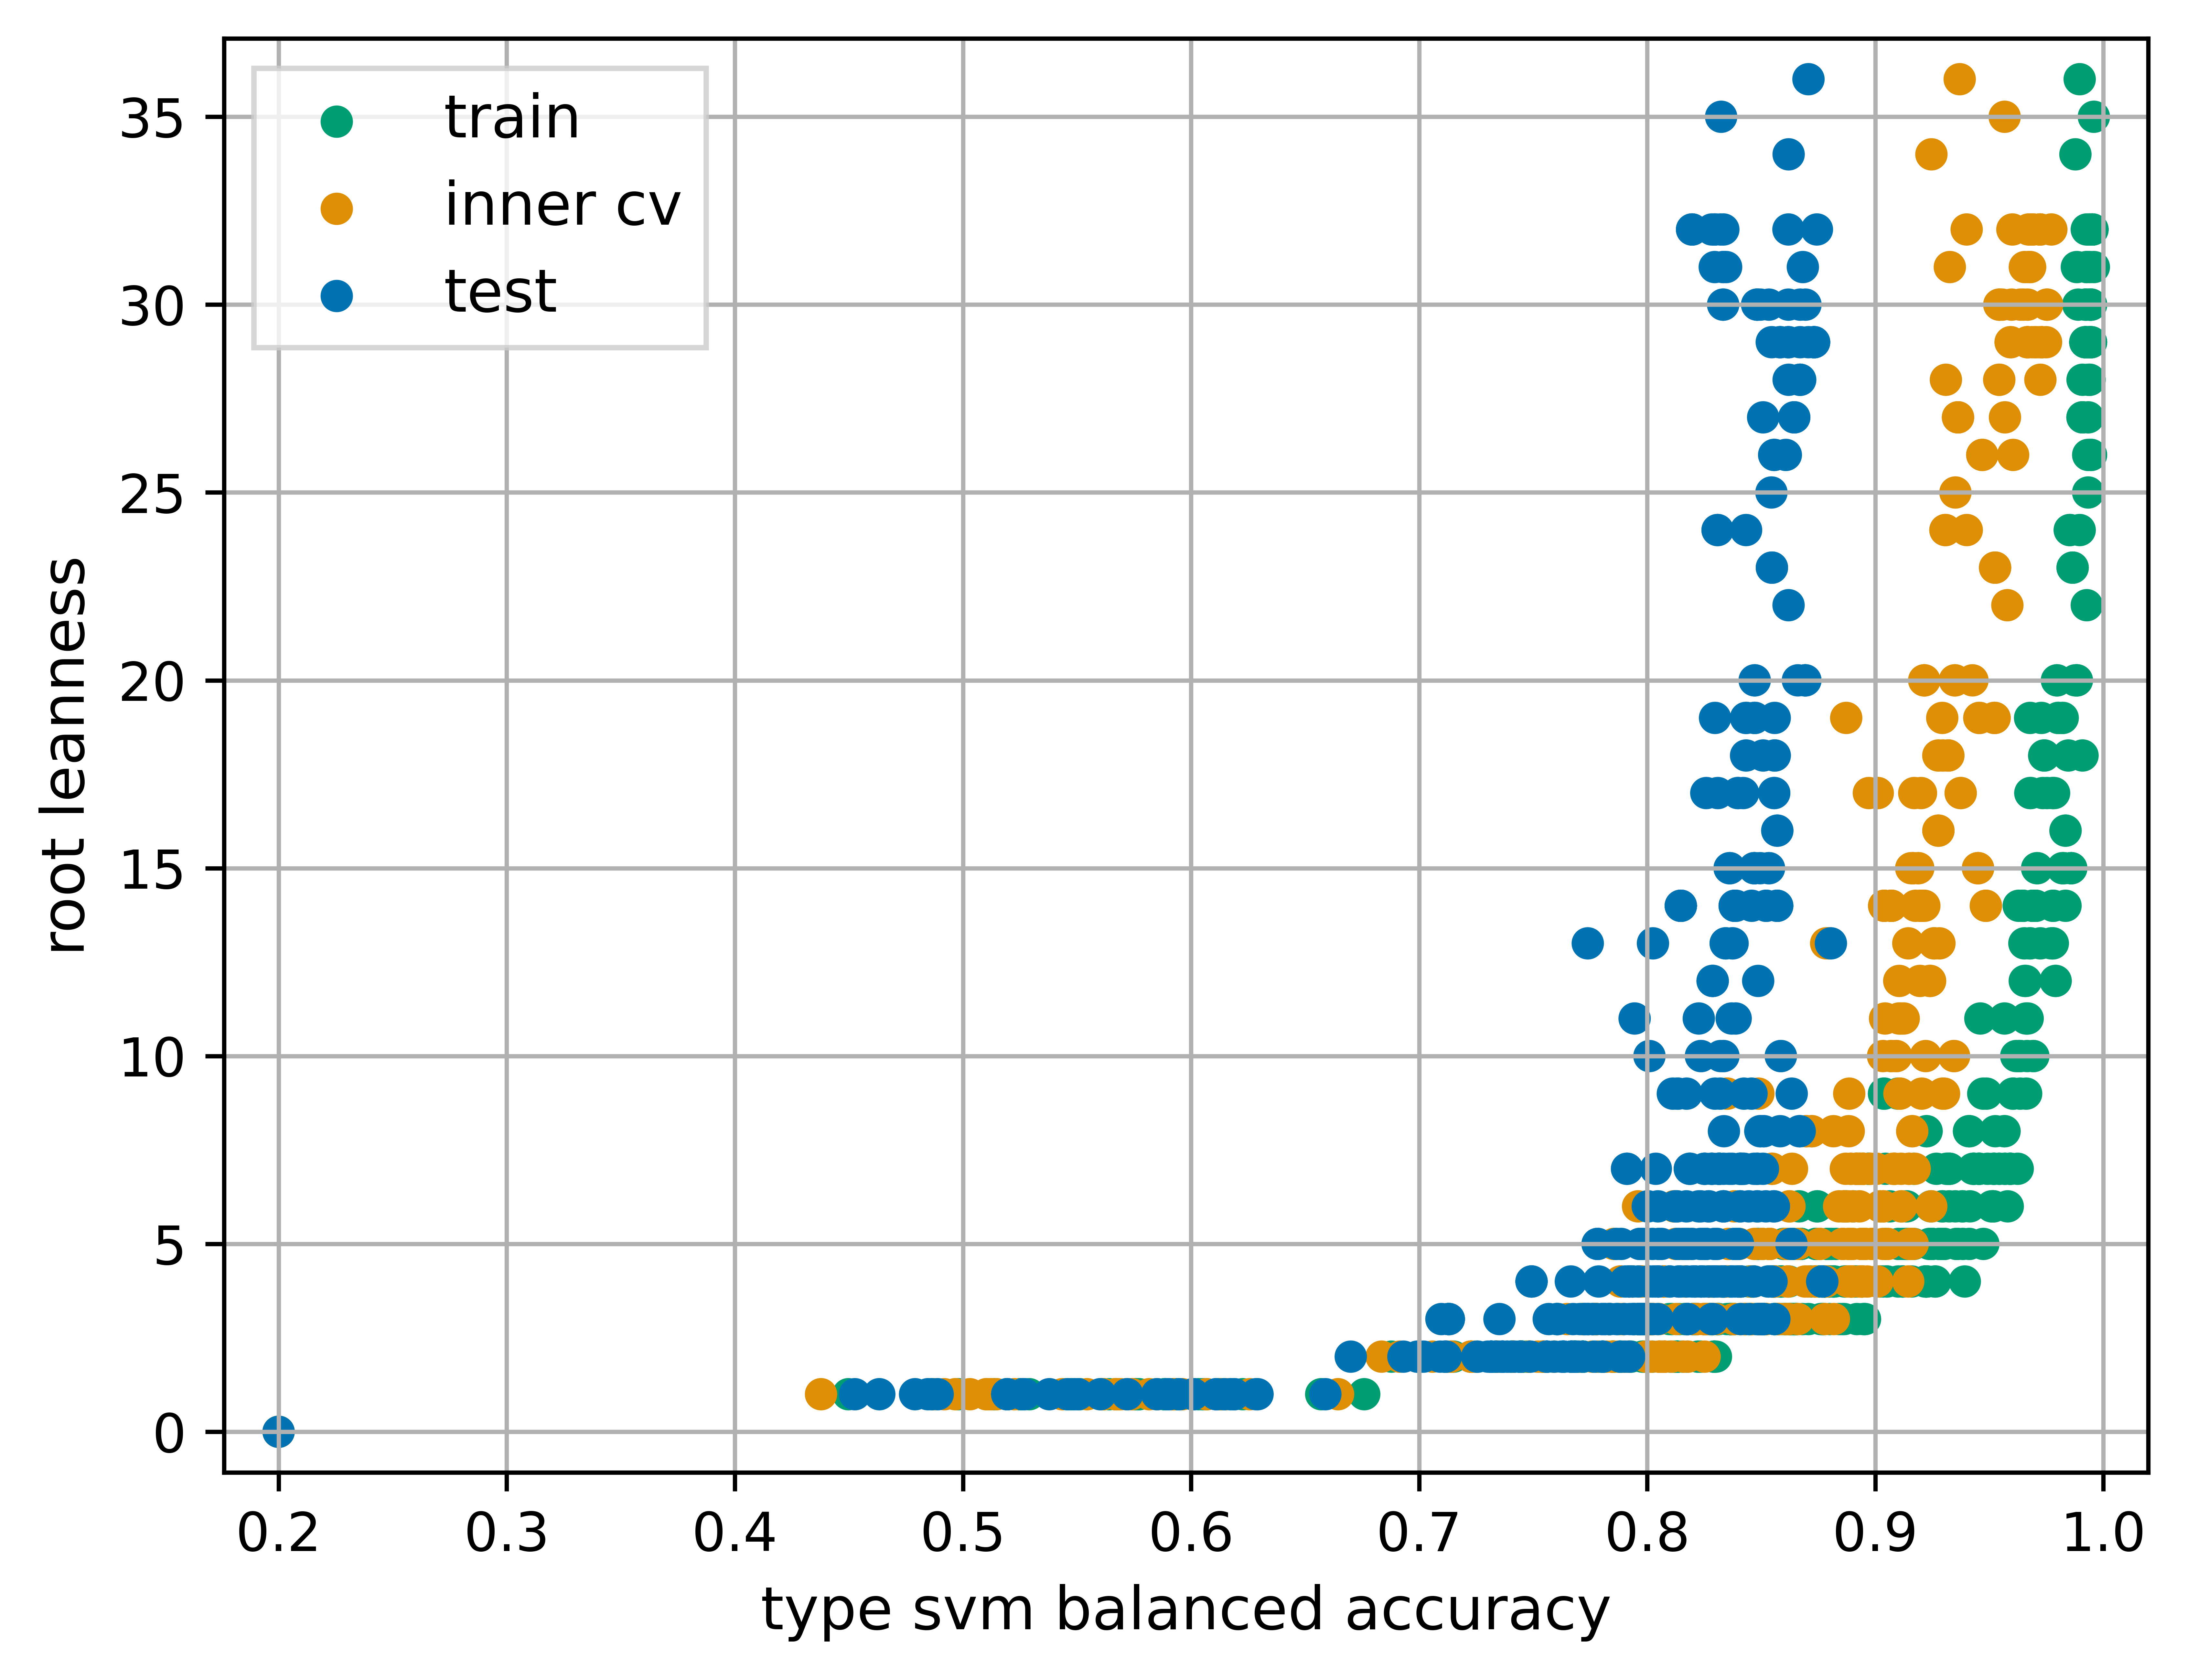 train
inner cv
test
35
30
25
20
15
10
5
0
root leanness
0.2 0.3 0.4 0.5 0.6 0.7 0.8 0.9 1.0
type svm balanced accuracy